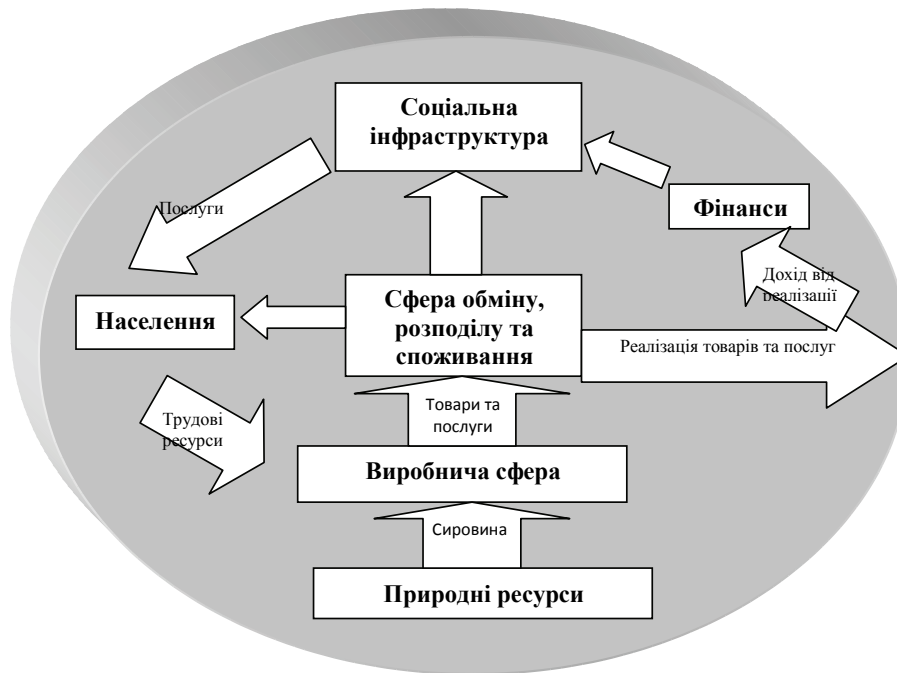 Соціальна
інфраструктура
Послуги
Фінанси
Дохід від
реалізації
Населення
Сфера обміну,
розподілу та
споживання
Реалізація товарів та послуг
Трудові
ресурси
Товари та
послуги
Виробнича сфера
Сировина
Природні ресурси